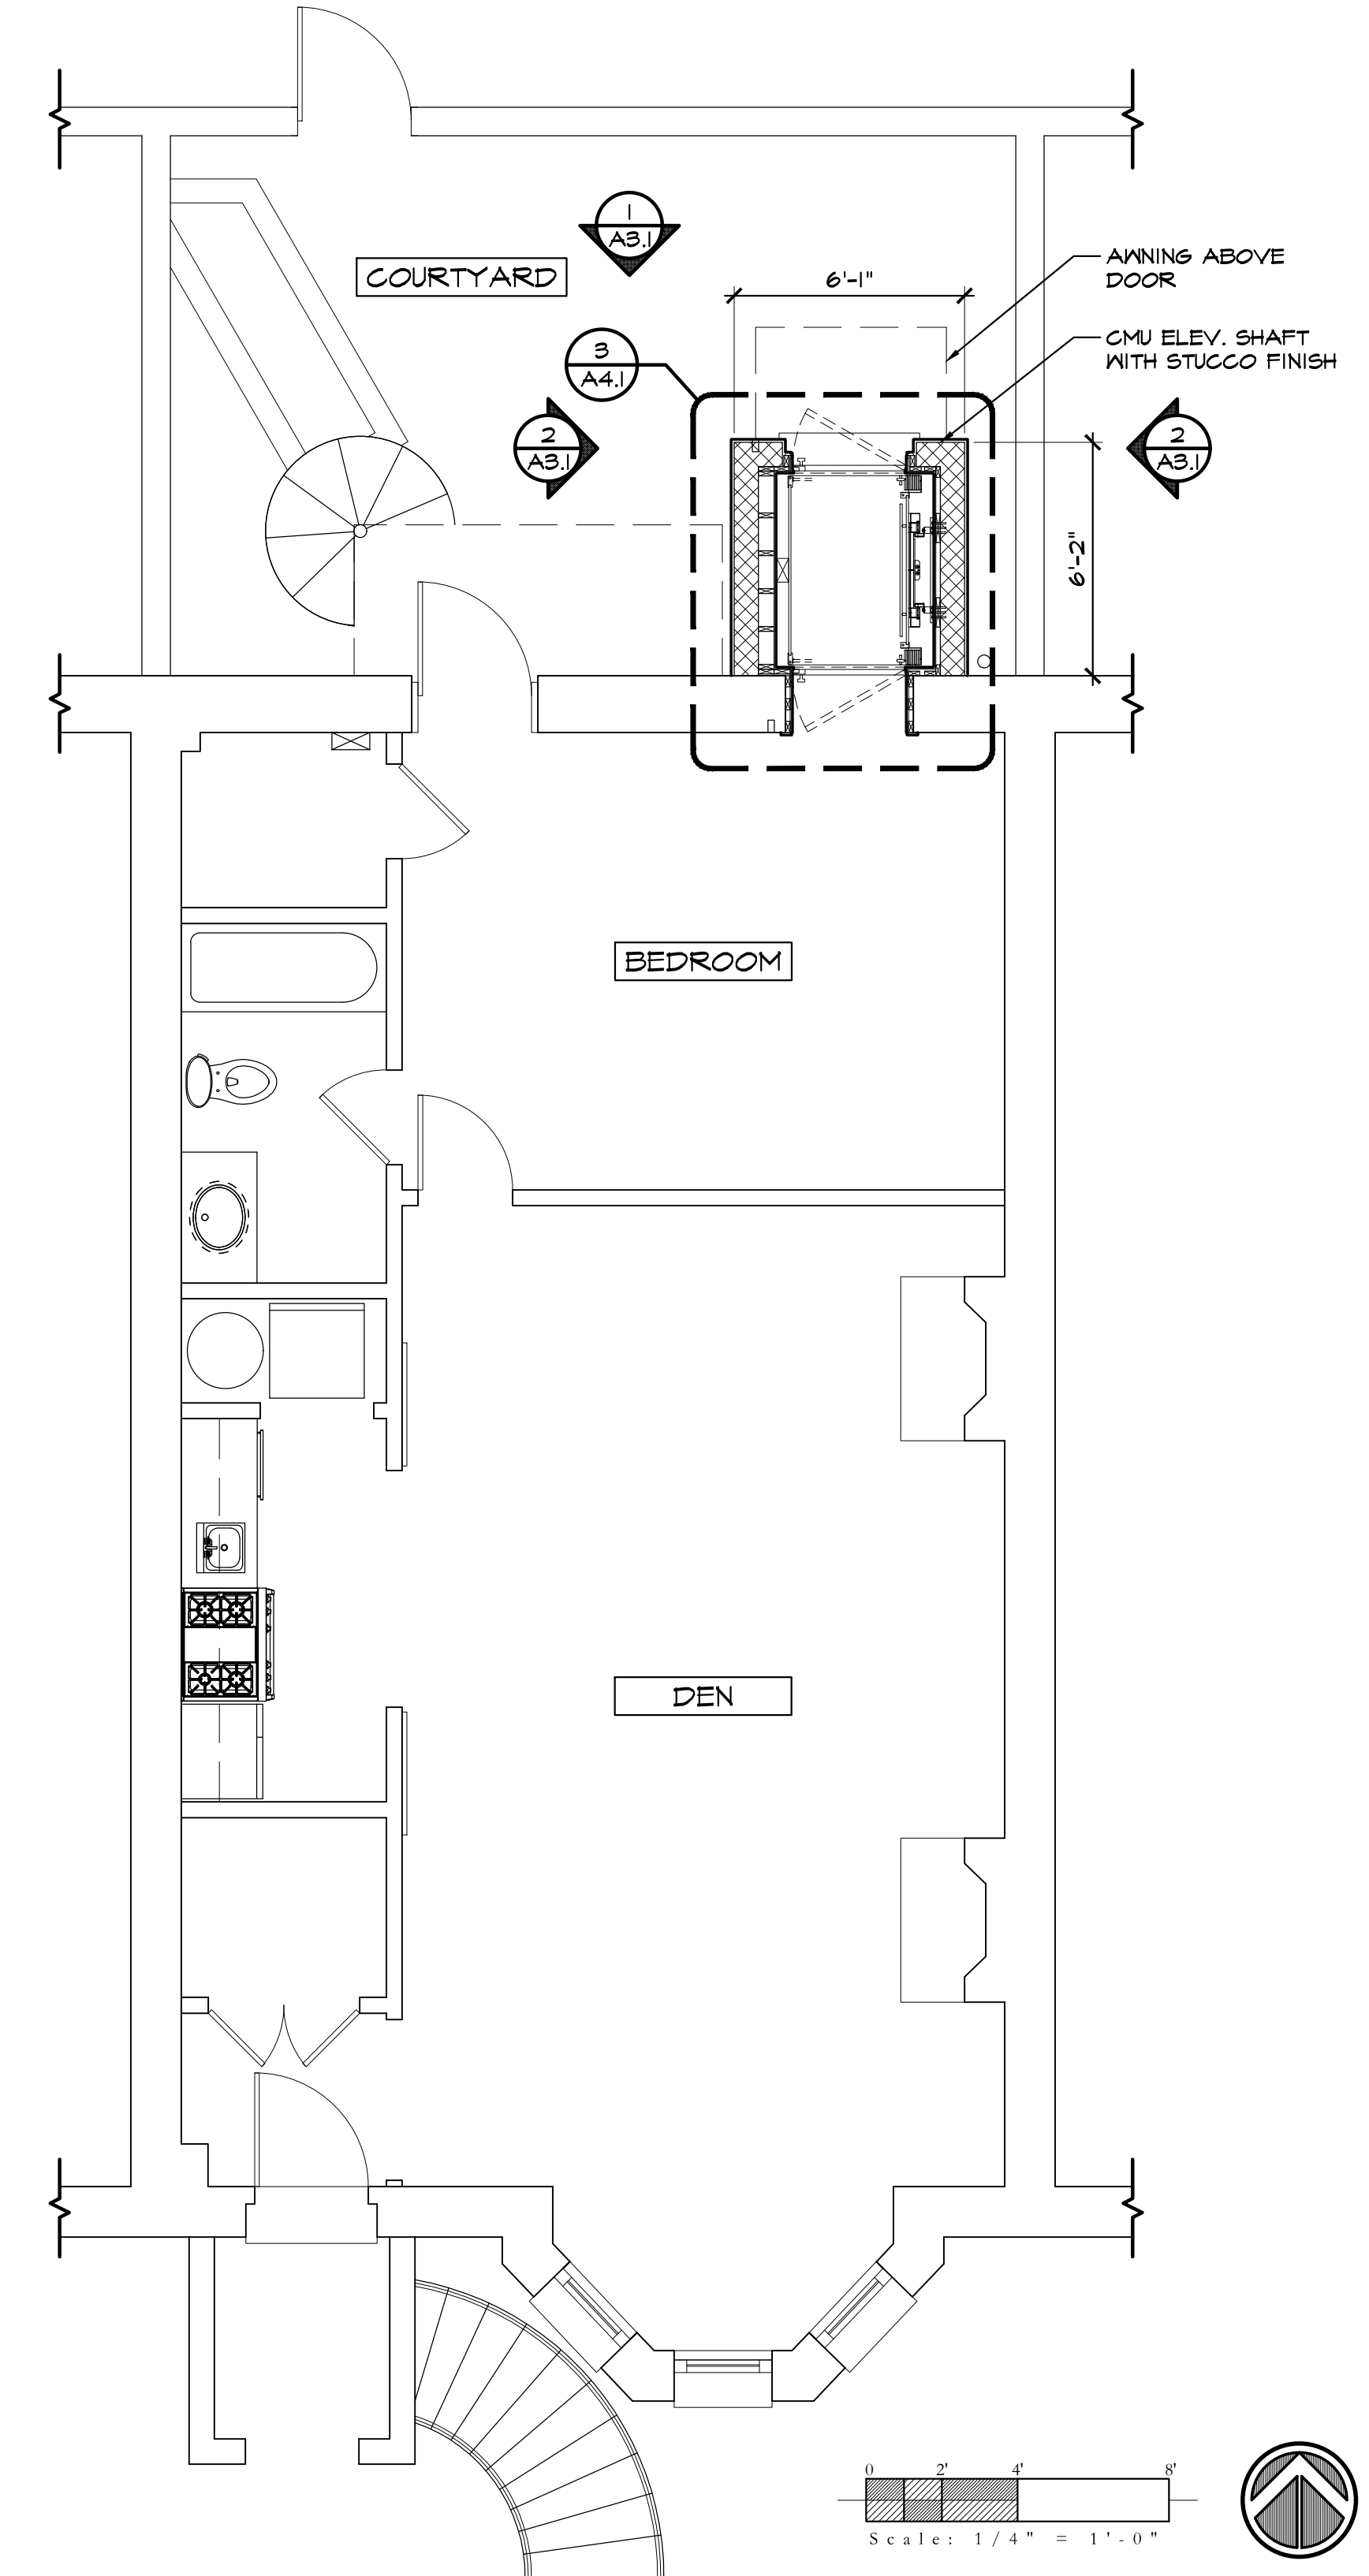 1
A3.1
COURTYARD
6'-1"
AWNING ABOVE
DOOR
CMU ELEV. SHAFT
WITH STUCCO FINISH
3
A4.1
2
A3.1
2
A3.1
6'-2"
BEDROOM
DEN
0 2' 4' 8'
Scale: 1/4" = 1'-0"